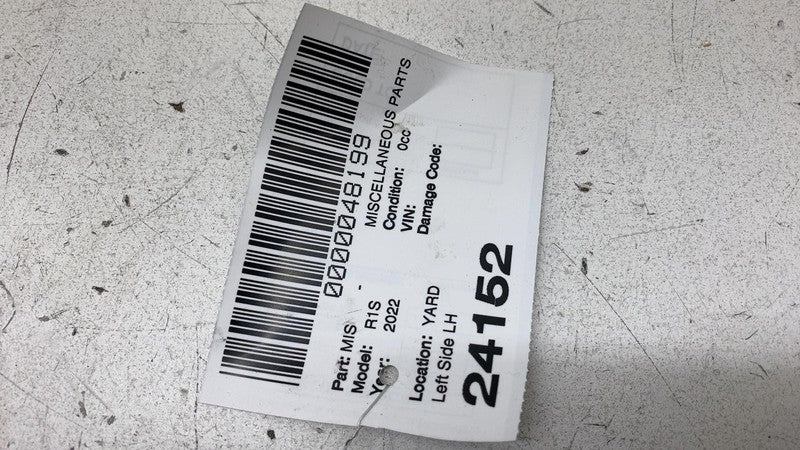 0000048199
Part: MIS - MISCELLANEOUS PARTS
Model: R1S Condition: 0cc
Year: 2022 VIN:
Damage Code:
Location: YARD
Left Side LH
24152